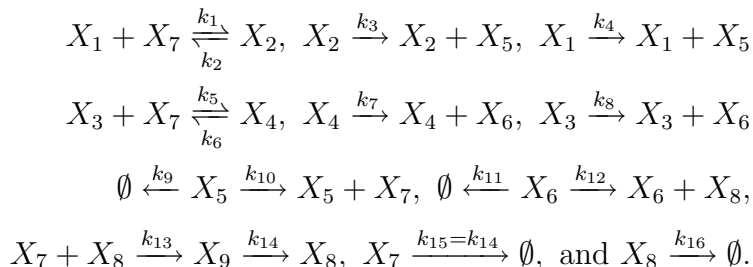 $X_1 + X_7 \underset{k_2}{\overset{k_1}{\rightleftharpoons}} X_2,\ X_2 \xrightarrow{k_3} X_2 + X_5,\ X_1 \xrightarrow{k_4} X_1 + X_5$
$X_3 + X_7 \underset{k_6}{\overset{k_5}{\rightleftharpoons}} X_4,\ X_4 \xrightarrow{k_7} X_4 + X_6,\ X_3 \xrightarrow{k_8} X_3 + X_6$
$\emptyset \xleftarrow{k_9} X_5 \xrightarrow{k_{10}} X_5 + X_7,\ \emptyset \xleftarrow{k_{11}} X_6 \xrightarrow{k_{12}} X_6 + X_8,$
$X_7 + X_8 \xrightarrow{k_{13}} X_9 \xrightarrow{k_{14}} X_8,\ X_7 \xrightarrow{k_{15}=k_{14}} \emptyset,\ \text{and}\ X_8 \xrightarrow{k_{16}} \emptyset.$